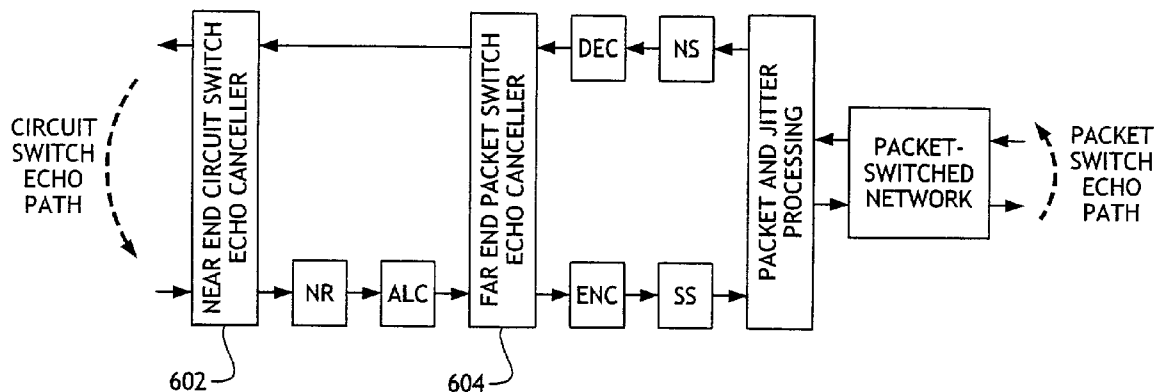 CIRCUIT
SWITCH
ECHO
PATH
NEAR END CIRCUIT SWITCH
ECHO CANCELLER
602
NR
ALC
FAR END PACKET SWITCH
ECHO CANCELLER
604
DEC
NS
ENC
SS
PACKET AND JITTER
PROCESSING
PACKET-
SWITCHED
NETWORK
PACKET
SWITCH
ECHO
PATH